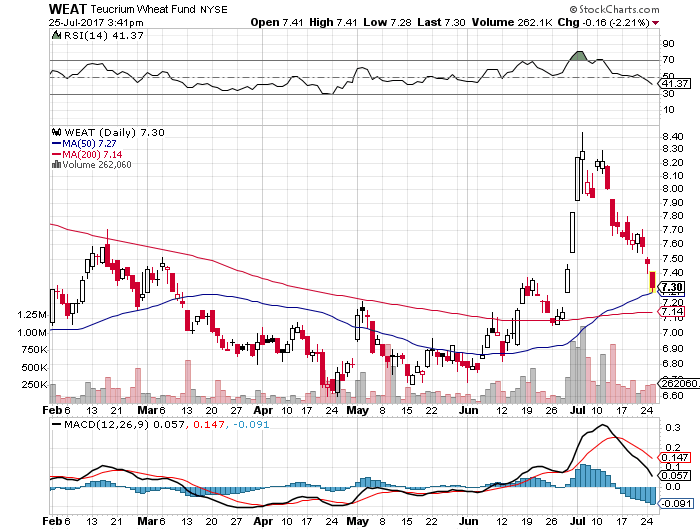 WEAT Teucrium Wheat Fund NYSE © StockCharts.com
25-Jul-2017 3:41pm Open 7.41 High 7.41 Low 7.28 Last 7.30 Volume 262.1K Chg -0.16 (-2.21%)
RSI(14) 41.37
90
70
50
41.37
30
10
WEAT (Daily) 7.30
MA(50) 7.27
MA(200) 7.14
Volume 262,060
8.40
8.30
8.20
8.10
8.00
7.90
7.80
7.70
7.60
7.50
7.40
7.30
7.20
7.14
7.10
7.00
6.90
6.80
6.70
6.60
1.25M
1.00M
750K
500K
250K
262060
Feb 6 13 21 Mar 13 20 27 Apr 10 17 24 May 8 15 22 Jun 12 19 26 Jul 10 17 24
MACD(12,26,9) 0.057, 0.147, -0.091
0.3
0.2
0.147
0.1
0.057
0.0
-0.091
Feb 6 13 21 Mar 13 20 27 Apr 10 17 24 May 8 15 22 Jun 12 19 26 Jul 10 17 24